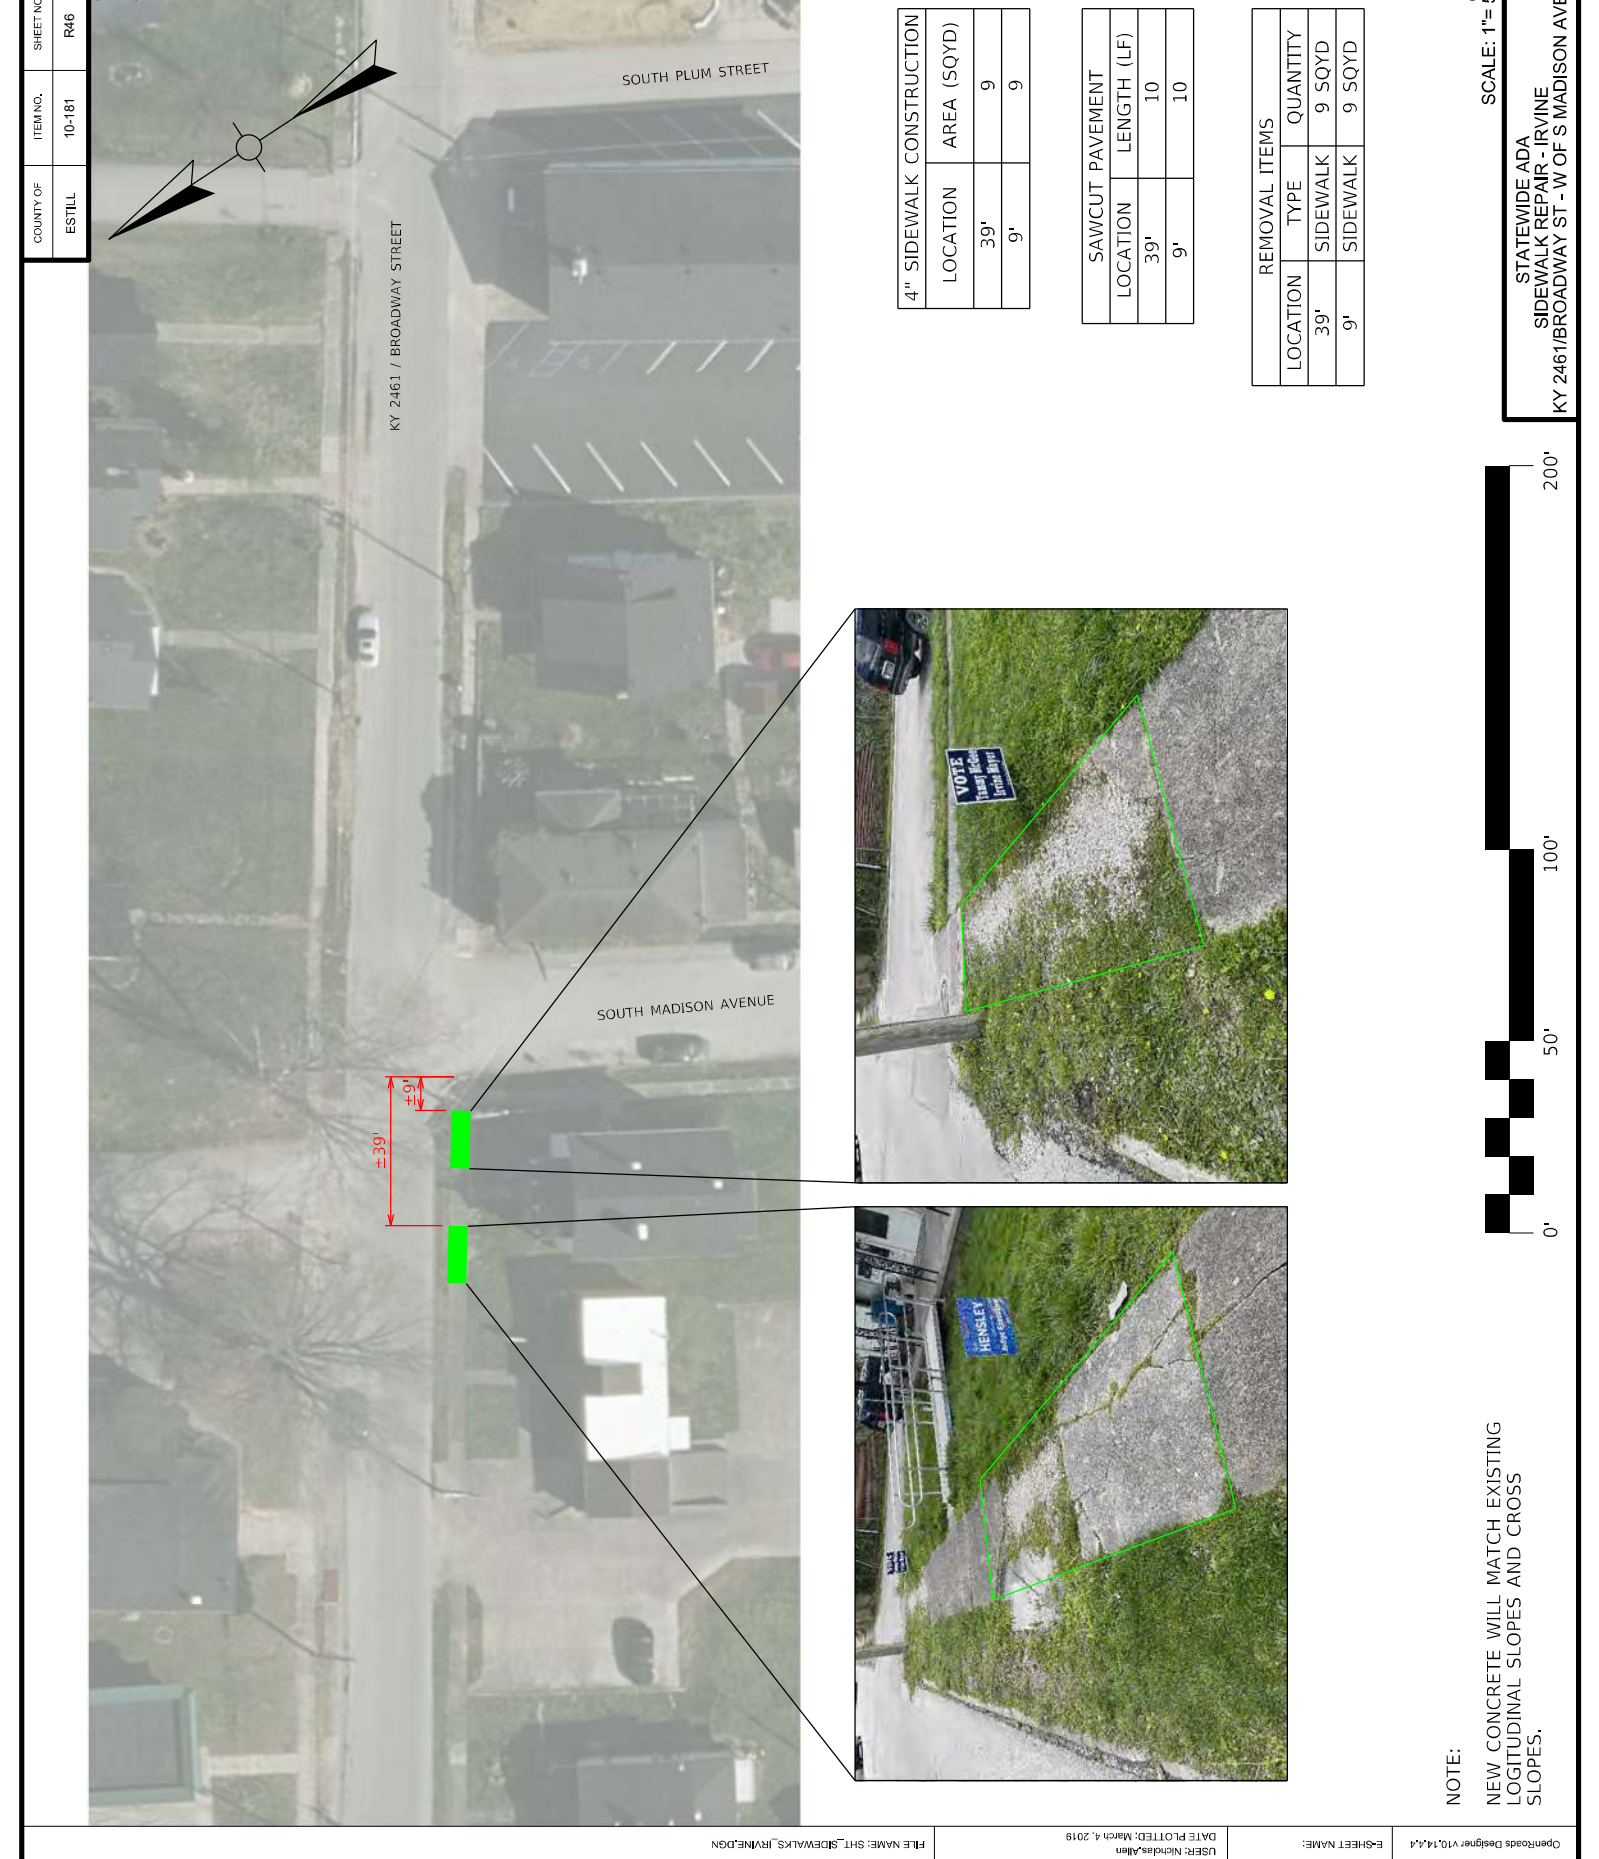 COUNTY OF
ITEM NO.
SHEET NO
ESTILL
10-181
R46
SOUTH PLUM STREET
KY 2461 / BROADWAY STREET
SOUTH MADISON AVENUE
±9'
±39'
4" SIDEWALK CONSTRUCTION
LOCATION AREA (SQYD)
39' 9
9' 9
SAWCUT PAVEMENT
LOCATION LENGTH (LF)
39' 10
9' 10
REMOVAL ITEMS
LOCATION TYPE QUANTITY
39' SIDEWALK 9 SQYD
9' SIDEWALK 9 SQYD
VOTE
Irvine Mayor
HENSLEY
NOTE:
NEW CONCRETE WILL MATCH EXISTING
LOGITUDINAL SLOPES AND CROSS
SLOPES.
0' 50' 100' 200'
SCALE: 1"=
STATEWIDE ADA
SIDEWALK REPAIR - IRVINE
KY 2461/BROADWAY ST - W OF S MADISON AVE
FILE NAME: SHT_SIDEWALKS_IRVINE.DGN
USER: Nicholas.Allen
DATE PLOTTED: March 4, 2019
E-SHEET NAME:
OpenRoads Designer v10.14.4.4